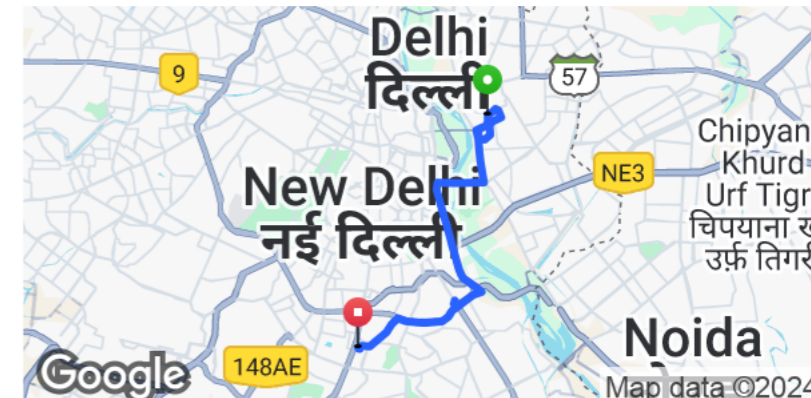 Delhi
दिल्ली
9
57
Chipyan
Khurd
Urf Tigr
चिपयाना ख
उर्फ़ तिगरी
NE3
New Delhi
नई दिल्ली
Noida
148AE
Google
Map data ©2024